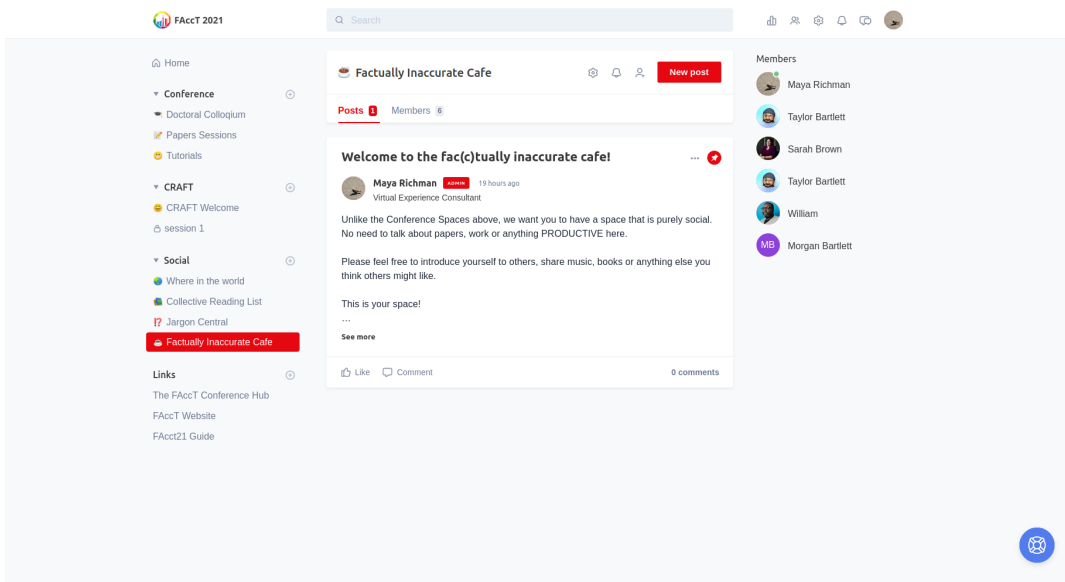 FAccT 2021
Search
Home
Conference
Doctoral Colloqium
Papers Sessions
Tutorials
CRAFT
CRAFT Welcome
session 1
Social
Where in the world
Collective Reading List
⁉ Jargon Central
Factually Inaccurate Cafe
Links
The FAccT Conference Hub
FAccT Website
FAcct21 Guide
Factually Inaccurate Cafe
New post
Posts 1 Members 6
Welcome to the fac(c)tually inaccurate cafe!
...
Maya Richman ADMIN 19 hours ago
Virtual Experience Consultant
Unlike the Conference Spaces above, we want you to have a space that is purely social.
No need to talk about papers, work or anything PRODUCTIVE here.
Please feel free to introduce yourself to others, share music, books or anything else you
think others might like.
This is your space!
...
See more
Like Comment 0 comments
Members
Maya Richman
Taylor Bartlett
Sarah Brown
Taylor Bartlett
William
MB Morgan Bartlett